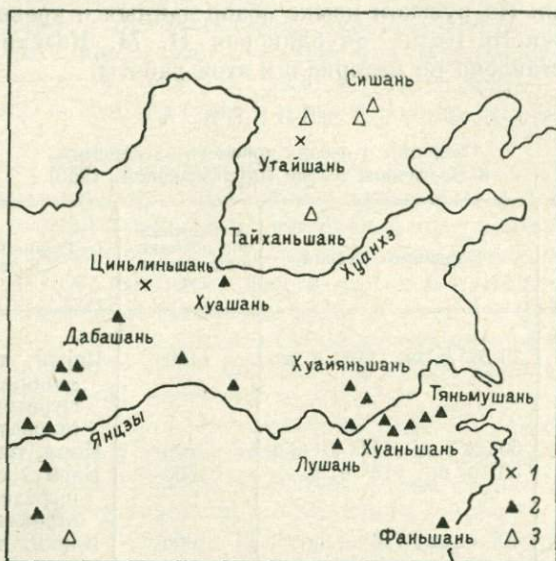 Сишань
Утайшань
Тайханьшань
Хуанхэ
Циньлиньшань
Хуашань
Дабашань
Хуайяньшань
Тяньмушань
Янцзы
Хуаньшань
Лушань
1
2
Фаньшань
3